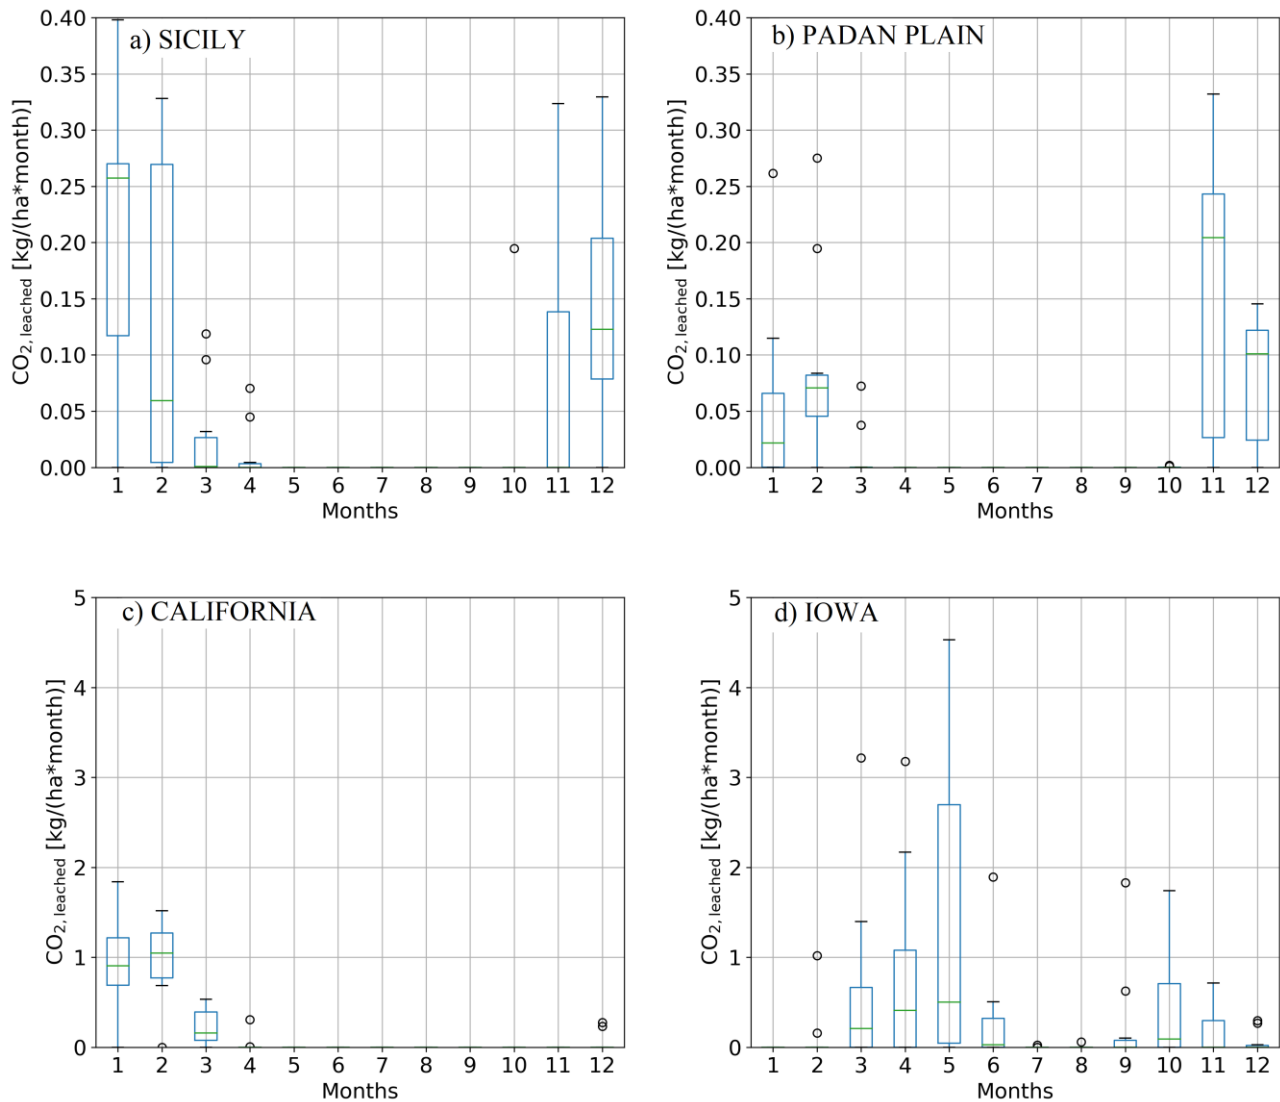 a) SICILY
0.40
0.35
0.30
0.25
0.20
0.15
0.10
0.05
0.00
CO2, leached [kg/(ha*month)]
1 2 3 4 5 6 7 8 9 10 11 12
Months
b) PADAN PLAIN
0.40
0.35
0.30
0.25
0.20
0.15
0.10
0.05
0.00
CO2, leached [kg/(ha*month)]
1 2 3 4 5 6 7 8 9 10 11 12
Months
c) CALIFORNIA
5
4
3
2
1
0
CO2, leached [kg/(ha*month)]
1 2 3 4 5 6 7 8 9 10 11 12
Months
d) IOWA
5
4
3
2
1
0
CO2, leached [kg/(ha*month)]
1 2 3 4 5 6 7 8 9 10 11 12
Months